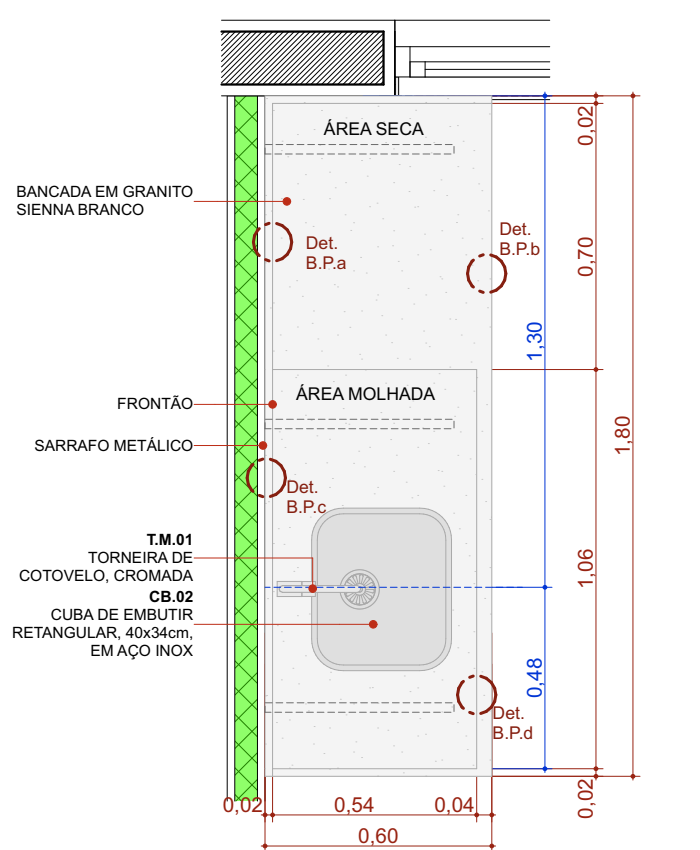 ÁREA SECA
0,02
BANCADA EM GRANITO
SIENNA BRANCO
Det.
B.P.a
Det.
B.P.b
0,70
1,30
ÁREA MOLHADA
FRONTÃO
1,80
SARRAFO METÁLICO
Det.
B.P.c
T.M.01
TORNEIRA DE
COTOVELO, CROMADA
CB.02
CUBA DE EMBUTIR
RETANGULAR, 40x34cm,
EM AÇO INOX
1,06
0,48
Det.
B.P.d
0,02
0,54
0,04
0,02
0,60